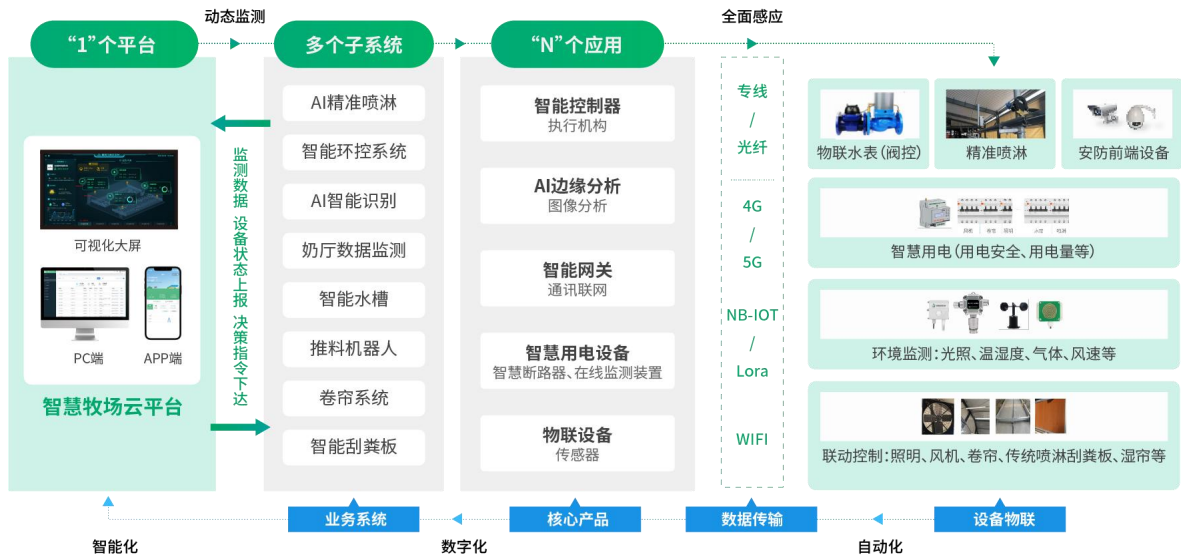 动态监测
全面感应
“1”个平台
多个子系统
“N”个应用
可视化大屏
PC端
APP端
智慧牧场云平台
监测数据 设备状态上报 决策指令下达
AI精准喷淋
智能环控系统
AI智能识别
奶厅数据监测
智能水槽
推料机器人
卷帘系统
智能刮粪板
智能控制器
执行机构
AI边缘分析
图像分析
智能网关
通讯联网
智慧用电设备
智慧断路器、在线监测装置
物联设备
传感器
专线
/
光纤
4G
/
5G
NB-IOT
/
Lora
WIFI
物联水表(阀控)
精准喷淋
安防前端设备
智慧用电(用电安全、用电量等)
环境监测:光照、温湿度、气体、风速等
联动控制:照明、风机、卷帘、传统喷淋刮粪板、湿帘等
业务系统
核心产品
数据传输
设备物联
智能化
数字化
自动化